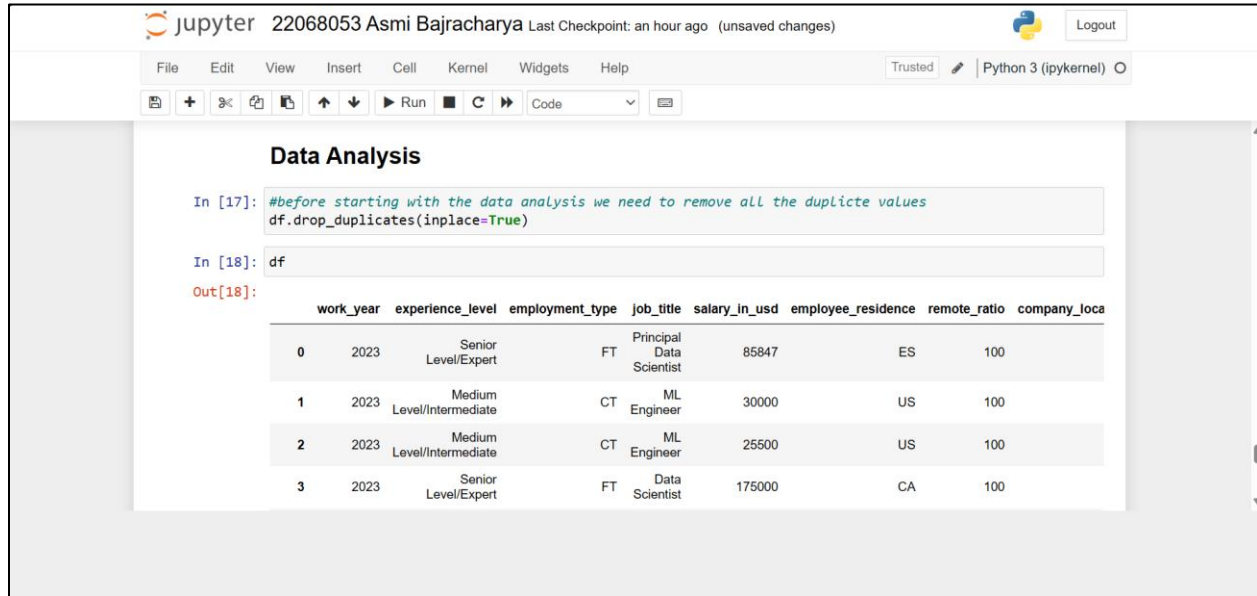 jupyter 22068053 Asmi Bajracharya Last Checkpoint: an hour ago (unsaved changes) Logout
File Edit View Insert Cell Kernel Widgets Help Trusted Python 3 (ipykernel)
Run Code
Data Analysis
In [17]: #before starting with the data analysis we need to remove all the duplicte values
df.drop_duplicates(inplace=True)
In [18]: df
Out[18]:
work_year experience_level employment_type job_title salary_in_usd employee_residence remote_ratio company_loca
0 2023 Senior Level/Expert FT Principal Data Scientist 85847 ES 100
1 2023 Medium Level/Intermediate CT ML Engineer 30000 US 100
2 2023 Medium Level/Intermediate CT ML Engineer 25500 US 100
3 2023 Senior Level/Expert FT Data Scientist 175000 CA 100